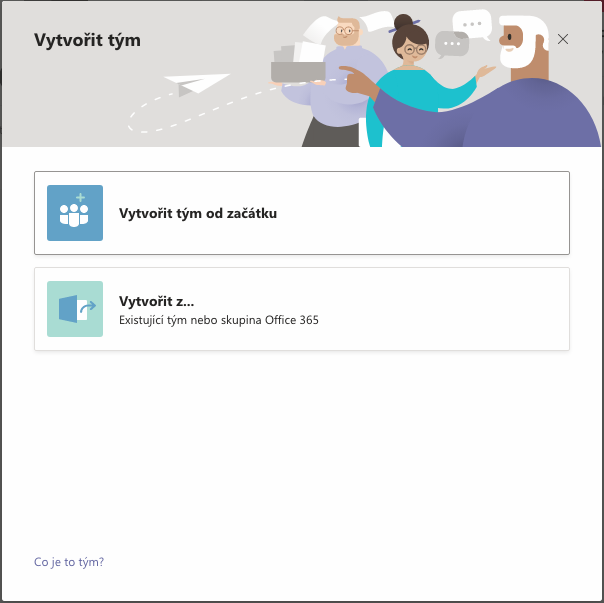 Vytvořit tým
Vytvořit tým od začátku
Vytvořit z...
Existující tým nebo skupina Office 365
Co je to tým?